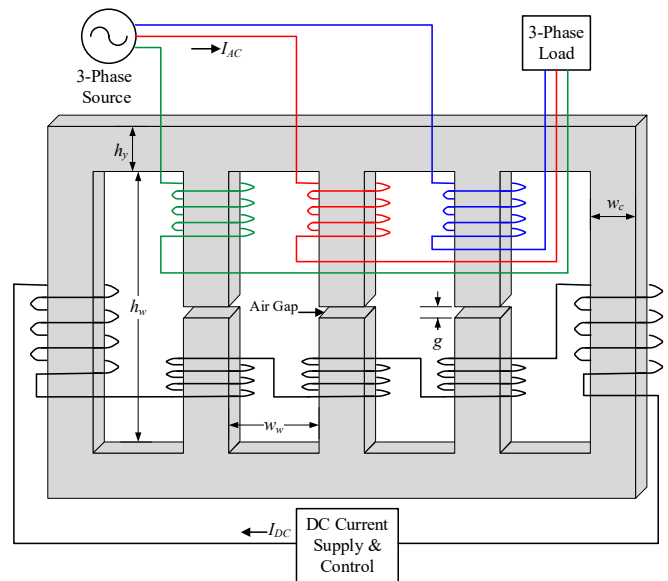 3-Phase
Source
I_AC
3-Phase
Load
h_y
w_c
h_w
Air Gap
g
w_w
I_DC
DC Current
Supply &
Control